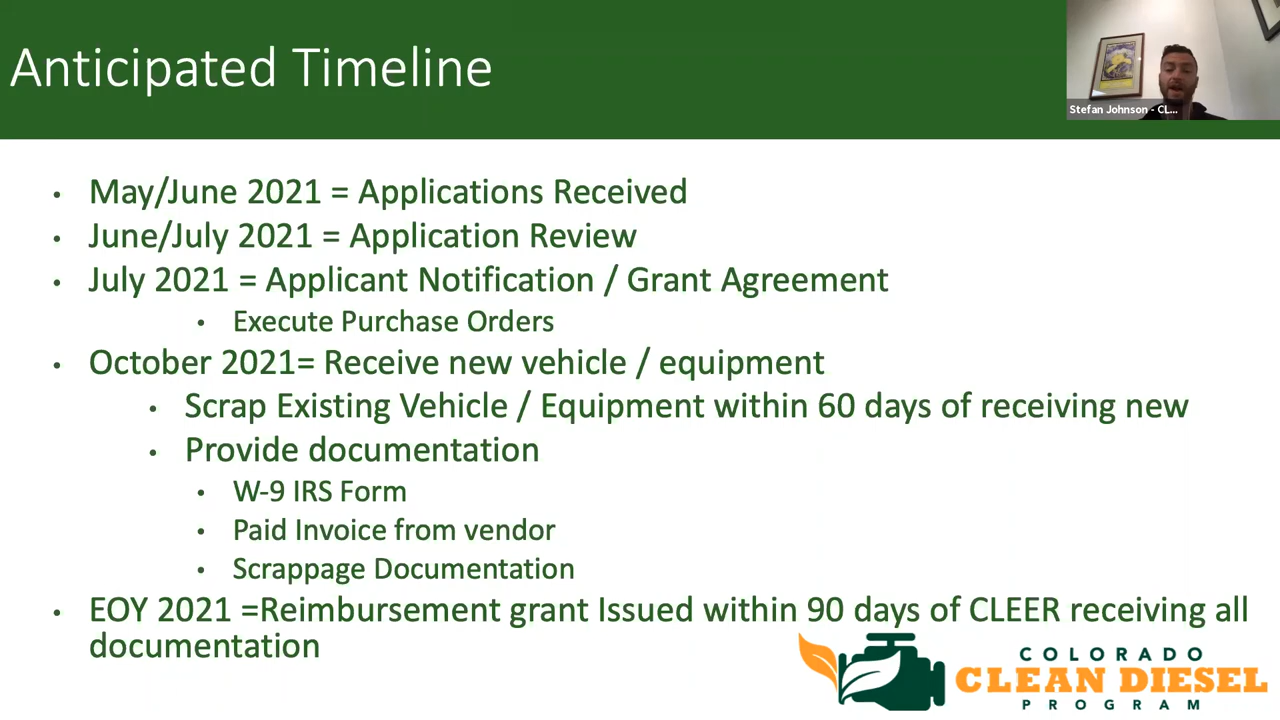 Anticipated Timeline
Stefan Johnson - CL...
• May/June 2021 = Applications Received
• June/July 2021 = Application Review
• July 2021 = Applicant Notification / Grant Agreement
• Execute Purchase Orders
• October 2021= Receive new vehicle / equipment
• Scrap Existing Vehicle / Equipment within 60 days of receiving new
• Provide documentation
• W-9 IRS Form
• Paid Invoice from vendor
• Scrappage Documentation
• EOY 2021 =Reimbursement grant Issued within 90 days of CLEER receiving all
documentation
COLORADO
CLEAN DIESEL
PROGRAM